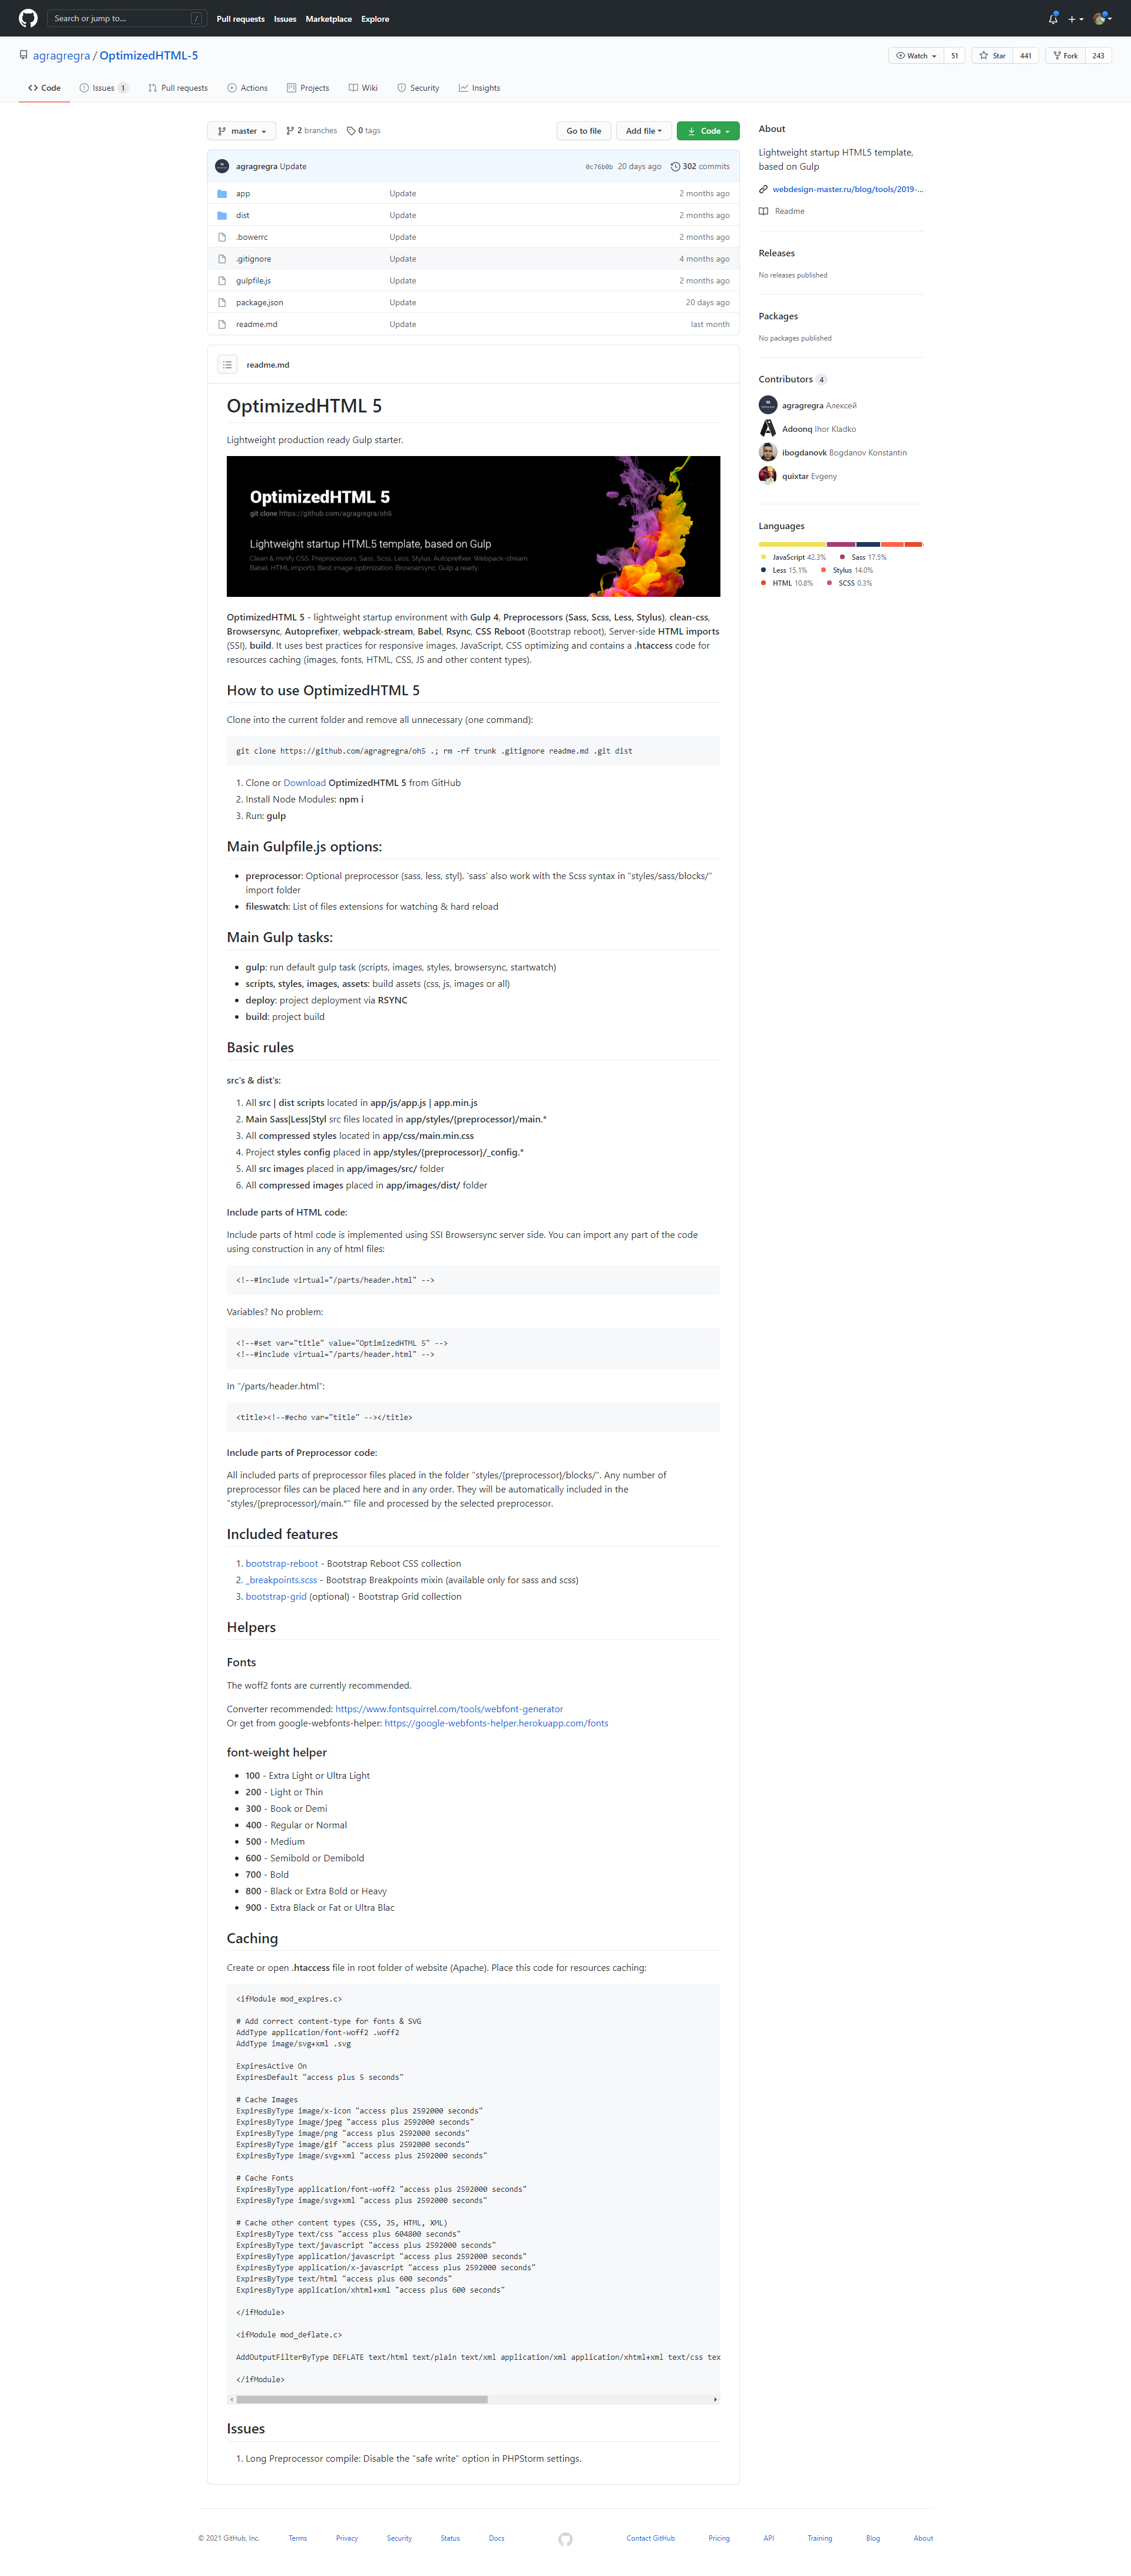 Search or jump to... /
Pull requests Issues Marketplace Explore
agragregra / OptimizedHTML-5
Watch 51 Star 441 Fork 243
Code Issues 1 Pull requests Actions Projects Wiki Security Insights
master 2 branches 0 tags Go to file Add file Code
agragregra Update 0c76b0b 20 days ago 302 commits
app Update 2 months ago
dist Update 2 months ago
.bowerrc Update 2 months ago
.gitignore Update 4 months ago
gulpfile.js Update 2 months ago
package.json Update 20 days ago
readme.md Update last month
About
Lightweight startup HTML5 template,
based on Gulp
webdesign-master.ru/blog/tools/2019-...
Readme
Releases
No releases published
Packages
No packages published
Contributors 4
agragregra Алексей
Adoonq Ihor Kladko
ibogdanovk Bogdanov Konstantin
quixtar Evgeny
Languages
JavaScript 42.3% Sass 17.5%
Less 15.1% Stylus 14.0%
HTML 10.8% SCSS 0.3%
readme.md
OptimizedHTML 5
Lightweight production ready Gulp starter.
OptimizedHTML 5
git clone https://github.com/agragregra/oh5
Lightweight startup HTML5 template, based on Gulp
Clean & minify CSS. Preprocessors: Sass, Scss, Less, Stylus. Autoprefixer. Webpack-stream.
Babel. HTML imports. Best image optimization. Browsersync. Gulp 4 ready.
OptimizedHTML 5 - lightweight startup environment with Gulp 4, Preprocessors (Sass, Scss, Less, Stylus), clean-css,
Browsersync, Autoprefixer, webpack-stream, Babel, Rsync, CSS Reboot (Bootstrap reboot), Server-side HTML imports
(SSI), build. It uses best practices for responsive images, JavaScript, CSS optimizing and contains a .htaccess code for
resources caching (images, fonts, HTML, CSS, JS and other content types).
How to use OptimizedHTML 5
Clone into the current folder and remove all unnecessary (one command):
git clone https://github.com/agragregra/oh5 .; rm -rf trunk .gitignore readme.md .git dist
1. Clone or Download OptimizedHTML 5 from GitHub
2. Install Node Modules: npm i
3. Run: gulp
Main Gulpfile.js options:
• preprocessor: Optional preprocessor (sass, less, styl). 'sass' also work with the Scss syntax in "styles/sass/blocks/"
import folder
• fileswatch: List of files extensions for watching & hard reload
Main Gulp tasks:
• gulp: run default gulp task (scripts, images, styles, browsersync, startwatch)
• scripts, styles, images, assets: build assets (css, js, images or all)
• deploy: project deployment via RSYNC
• build: project build
Basic rules
src's & dist's:
1. All src | dist scripts located in app/js/app.js | app.min.js
2. Main Sass|Less|Styl src files located in app/styles/{preprocessor}/main.*
3. All compressed styles located in app/css/main.min.css
4. Project styles config placed in app/styles/{preprocessor}/_config.*
5. All src images placed in app/images/src/ folder
6. All compressed images placed in app/images/dist/ folder
Include parts of HTML code:
Include parts of html code is implemented using SSI Browsersync server side. You can import any part of the code
using construction in any of html files:
<!--#include virtual="/parts/header.html" -->
Variables? No problem:
<!--#set var="title" value="OptimizedHTML 5" -->
<!--#include virtual="/parts/header.html" -->
In "/parts/header.html":
<title><!--#echo var="title" --></title>
Include parts of Preprocessor code:
All included parts of preprocessor files placed in the folder "styles/{preprocessor}/blocks/". Any number of
preprocessor files can be placed here and in any order. They will be automatically included in the
"styles/{preprocessor}/main.*" file and processed by the selected preprocessor.
Included features
1. bootstrap-reboot - Bootstrap Reboot CSS collection
2. _breakpoints.scss - Bootstrap Breakpoints mixin (available only for sass and scss)
3. bootstrap-grid (optional) - Bootstrap Grid collection
Helpers
Fonts
The woff2 fonts are currently recommended.
Converter recommended: https://www.fontsquirrel.com/tools/webfont-generator
Or get from google-webfonts-helper: https://google-webfonts-helper.herokuapp.com/fonts
font-weight helper
• 100 - Extra Light or Ultra Light
• 200 - Light or Thin
• 300 - Book or Demi
• 400 - Regular or Normal
• 500 - Medium
• 600 - Semibold or Demibold
• 700 - Bold
• 800 - Black or Extra Bold or Heavy
• 900 - Extra Black or Fat or Ultra Blac
Caching
Create or open .htaccess file in root folder of website (Apache). Place this code for resources caching:
<ifModule mod_expires.c>
# Add correct content-type for fonts & SVG
AddType application/font-woff2 .woff2
AddType image/svg+xml .svg
ExpiresActive On
ExpiresDefault "access plus 5 seconds"
# Cache Images
ExpiresByType image/x-icon "access plus 2592000 seconds"
ExpiresByType image/jpeg "access plus 2592000 seconds"
ExpiresByType image/png "access plus 2592000 seconds"
ExpiresByType image/gif "access plus 2592000 seconds"
ExpiresByType image/svg+xml "access plus 2592000 seconds"
# Cache Fonts
ExpiresByType application/font-woff2 "access plus 2592000 seconds"
ExpiresByType image/svg+xml "access plus 2592000 seconds"
# Cache other content types (CSS, JS, HTML, XML)
ExpiresByType text/css "access plus 604800 seconds"
ExpiresByType text/javascript "access plus 2592000 seconds"
ExpiresByType application/javascript "access plus 2592000 seconds"
ExpiresByType application/x-javascript "access plus 2592000 seconds"
ExpiresByType text/html "access plus 600 seconds"
ExpiresByType application/xhtml+xml "access plus 600 seconds"
</ifModule>
<ifModule mod_deflate.c>
AddOutputFilterByType DEFLATE text/html text/plain text/xml application/xml application/xhtml+xml text/css tex
</ifModule>
Issues
1. Long Preprocessor compile: Disable the "safe write" option in PHPStorm settings.
© 2021 GitHub, Inc. Terms Privacy Security Status Docs Contact GitHub Pricing API Training Blog About